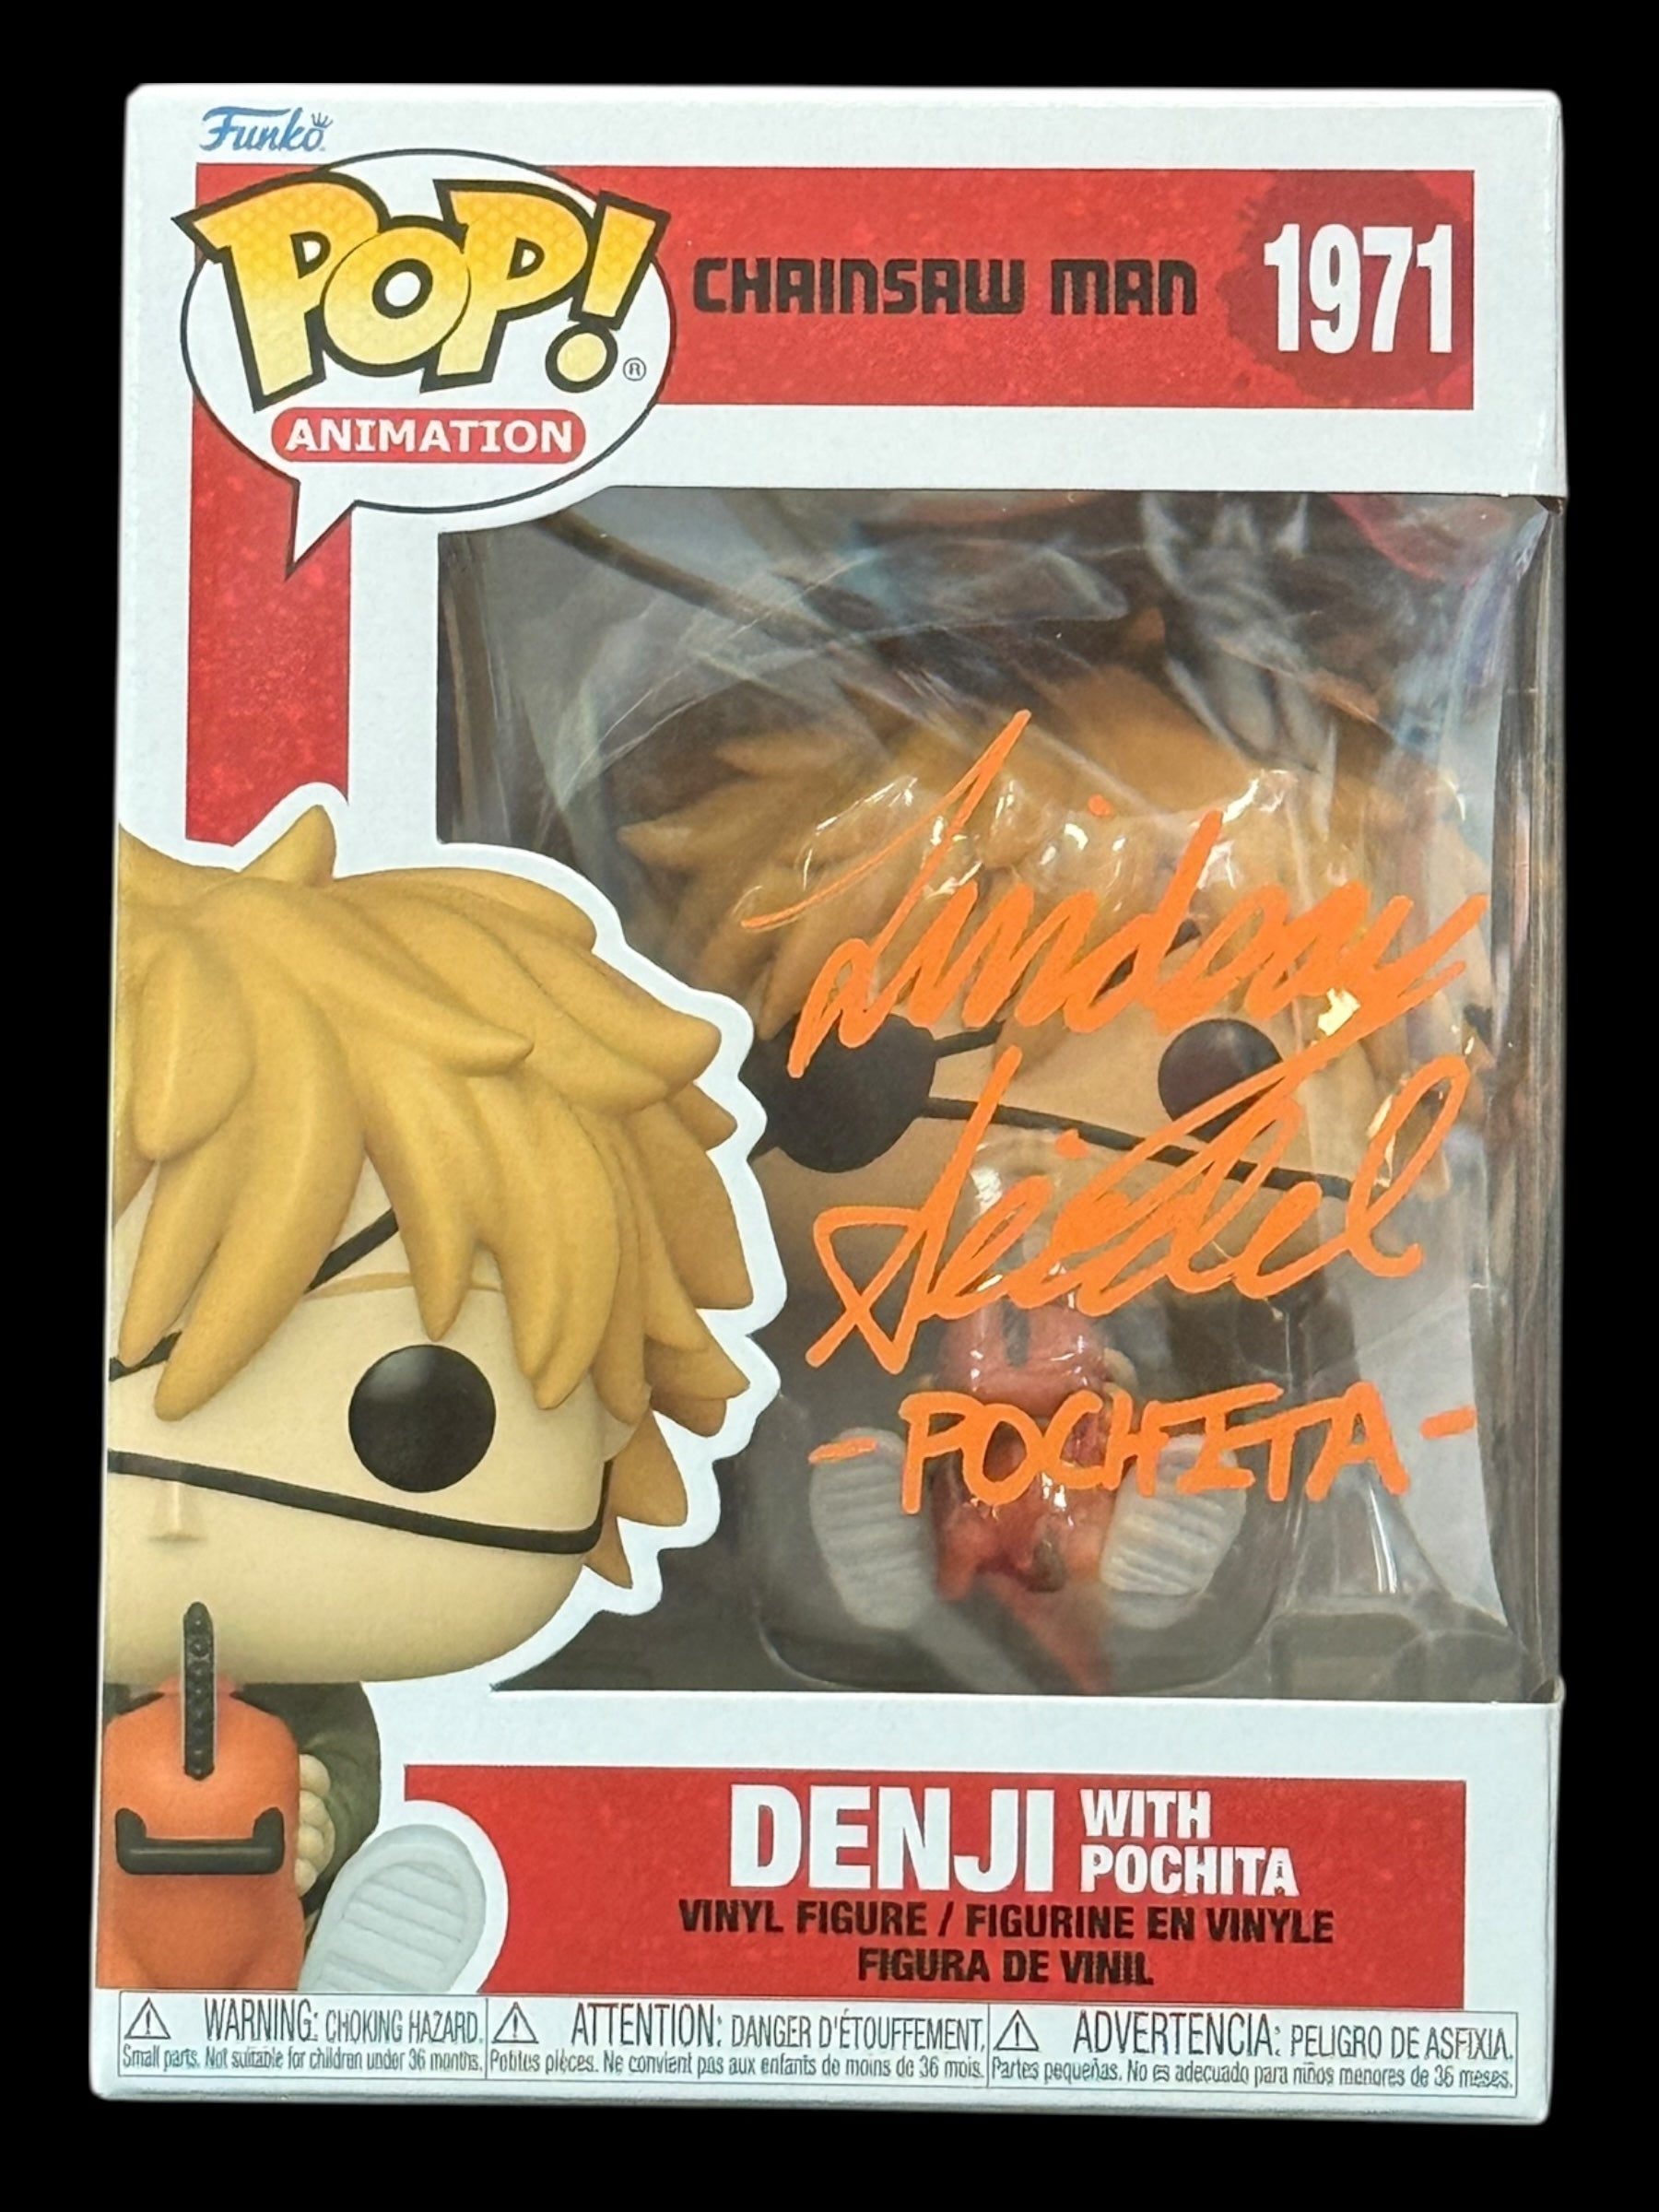 Funko
POP!®
ANIMATION
CHAINSAW MAN
1971
Lindsay
Seidel
-POCHITA-
DENJI WITH
POCHITA
VINYL FIGURE / FIGURINE EN VINYLE
FIGURA DE VINIL
WARNING: CHOKING HAZARD.
Small parts. Not suitable for children under 36 months.
ATTENTION: DANGER D'ÉTOUFFEMENT.
Petites pièces. Ne convient pas aux enfants de moins de 36 mois.
ADVERTENCIA: PELIGRO DE ASFIXIA.
Partes pequeñas. No es adecuado para niños menores de 36 meses.